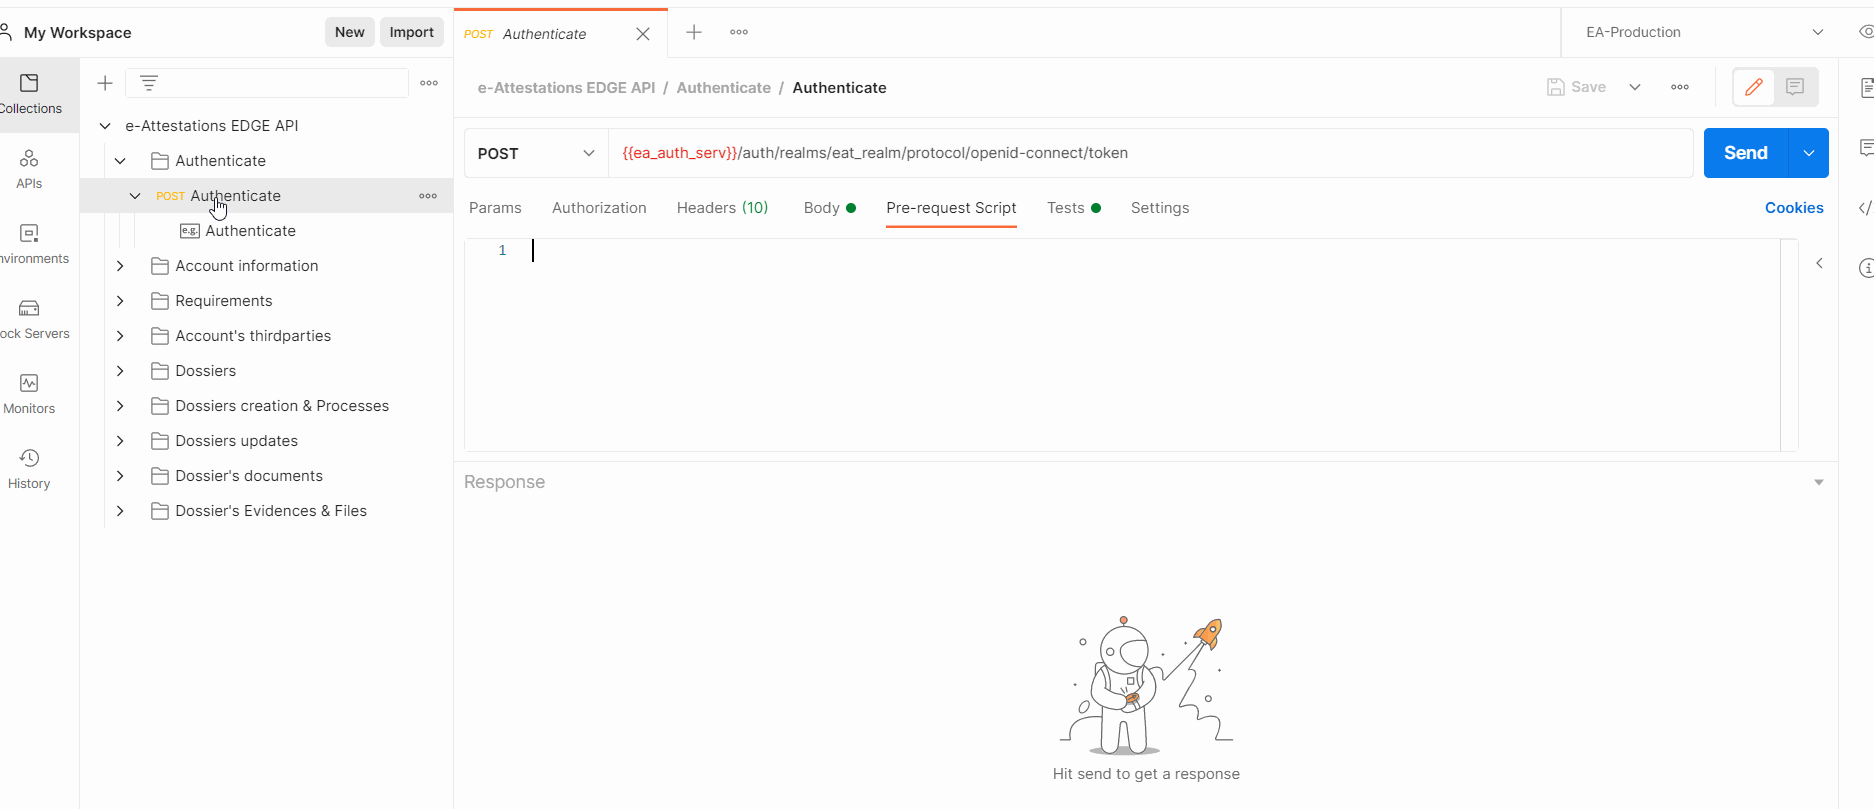 My Workspace
New
Import
POST Authenticate
EA-Production
Collections
e-Attestations EDGE API / Authenticate / Authenticate
Save
e-Attestations EDGE API
Authenticate
POST Authenticate
e.g. Authenticate
Account information
Requirements
Account's thirdparties
Dossiers
Dossiers creation & Processes
Dossiers updates
Dossier's documents
Dossier's Evidences & Files
APIs
nvironments
ock Servers
Monitors
History
POST
{{ea_auth_serv}}/auth/realms/eat_realm/protocol/openid-connect/token
Send
Params
Authorization
Headers (10)
Body
Pre-request Script
Tests
Settings
Cookies
1
Response
Hit send to get a response